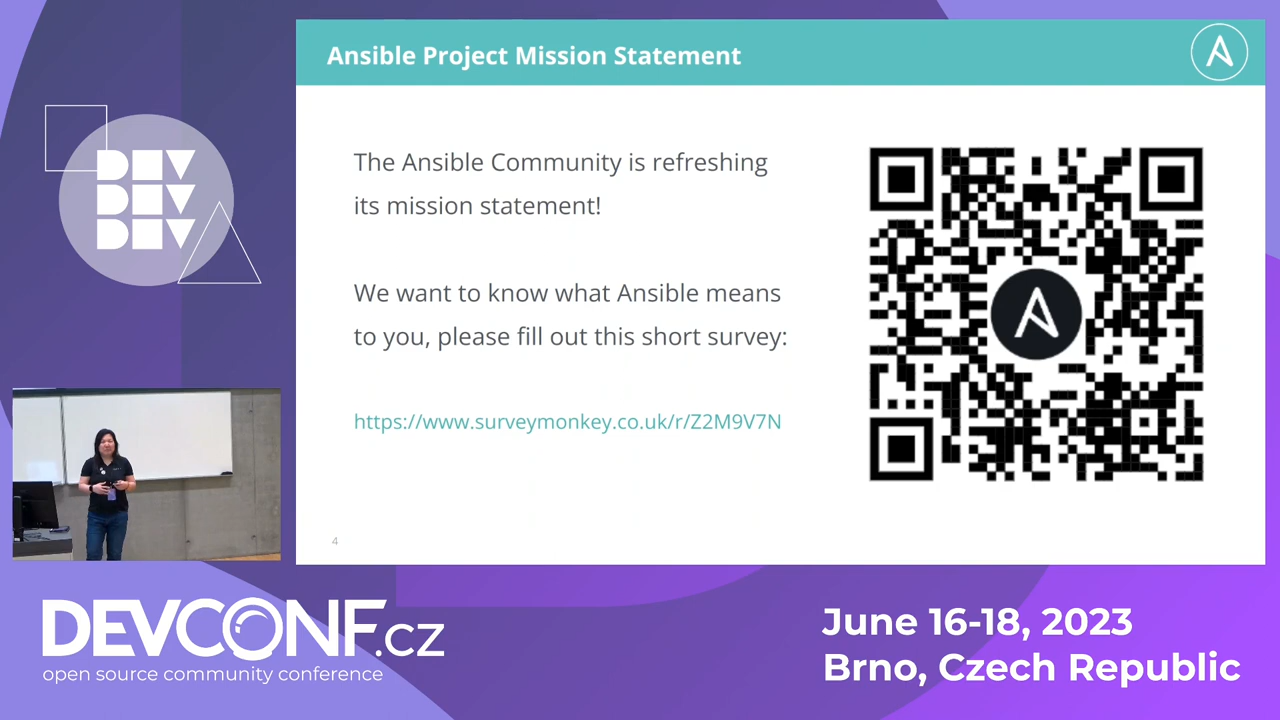 Ansible Project Mission Statement
A
DEV
DEV
DEV
The Ansible Community is refreshing
its mission statement!
We want to know what Ansible means
to you, please fill out this short survey:
https://www.surveymonkey.co.uk/r/Z2M9V7N
A
4
DEVCONF.cz
open source community conference
June 16-18, 2023
Brno, Czech Republic